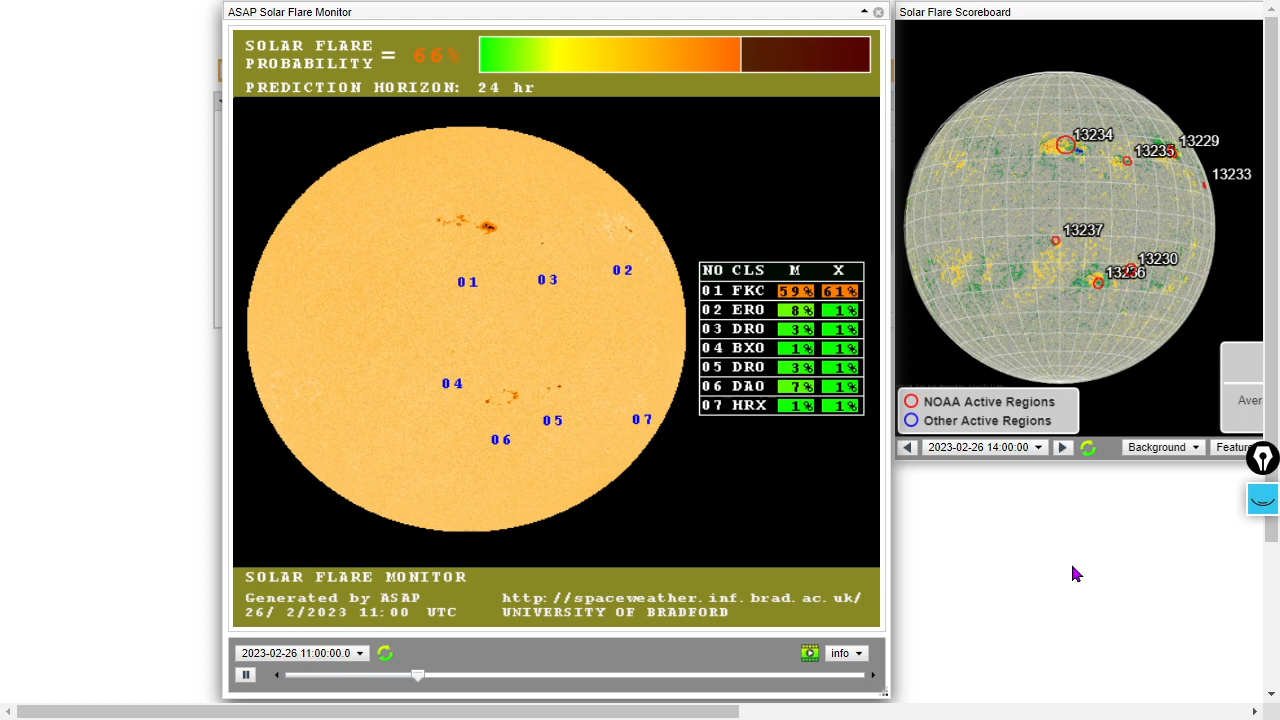 ASAP Solar Flare Monitor
SOLAR FLARE
PROBABILITY = 66%
PREDICTION HORIZON: 24 hr
01
03
02
04
05
07
06
NO CLS M X
01 FKC 59% 61%
02 ERO 8% 1%
03 DRO 3% 1%
04 BXO 1% 1%
05 DRO 3% 1%
06 DAO 7% 1%
07 HRX 1% 1%
SOLAR FLARE MONITOR
Generated by ASAP http://spaceweather.inf.brad.ac.uk/
26/ 2/2023 11:00 UTC UNIVERSITY OF BRADFORD
2023-02-26 11:00:00.0
info
Solar Flare Scoreboard
13234
13229
13235
13233
13237
13230
13236
NOAA Active Regions
Other Active Regions
Aver
2023-02-26 14:00:00
Background
Featur